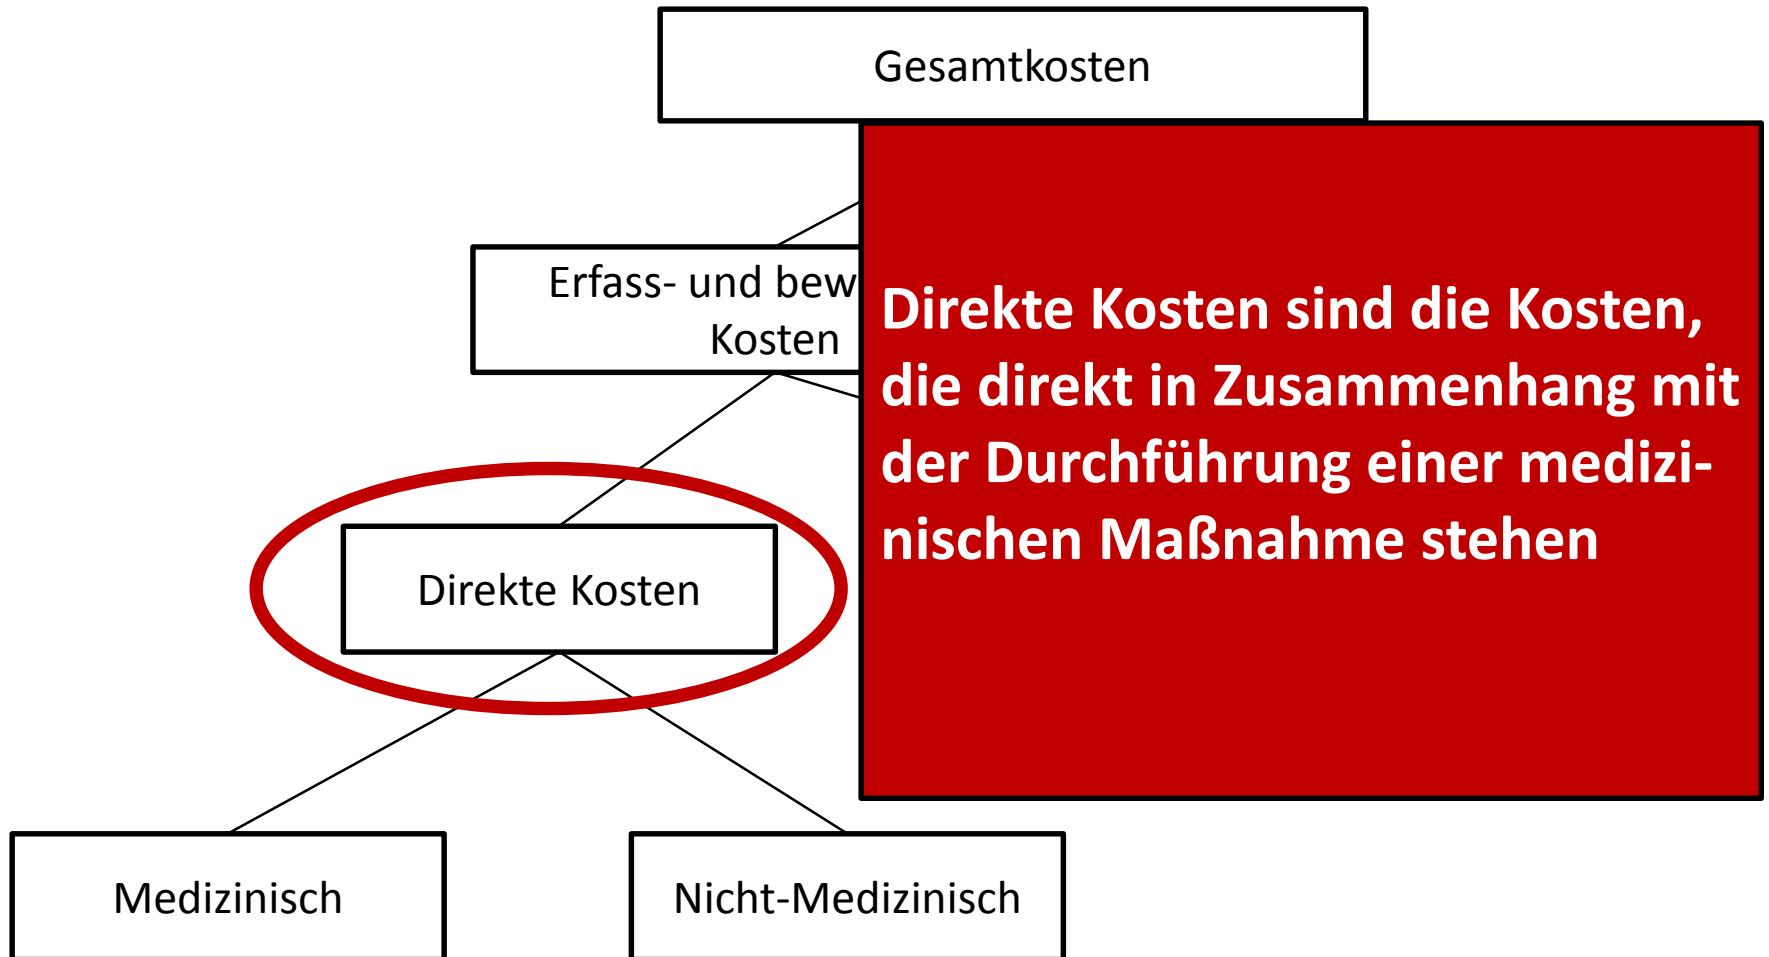 Gesamtkosten
Erfass- und bew
Kosten
Direkte Kosten sind die Kosten,
die direkt in Zusammenhang mit
der Durchführung einer medizi-
nischen Maßnahme stehen
Direkte Kosten
Medizinisch
Nicht-Medizinisch